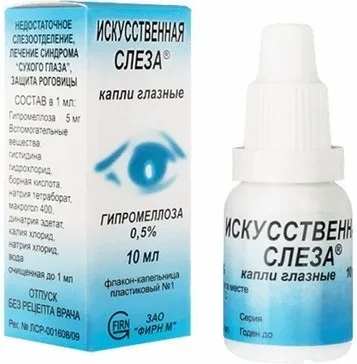 НЕДОСТАТОЧНОЕ
СЛЕЗООТДЕЛЕНИЕ,
ЛЕЧЕНИЕ СИНДРОМА
"СУХОГО ГЛАЗА",
ЗАЩИТА РОГОВИЦЫ
СОСТАВ в 1 мл:
Гипромеллоза 5 мг
Вспомогательные
вещества
гистидина
гидрохлорид,
борная кислота,
натрия тетраборат,
макрогол 400,
динатрия эдетат,
калия хлорид,
натрия хлорид,
вода
очищенная до 1 мл
ОТПУСК
БЕЗ РЕЦЕПТА ВРАЧА
Рег. № ЛСР-001608/09
ИСКУССТВЕННАЯ
СЛЕЗА®
капли глазные
ГИПРОМЕЛЛОЗА
0,5%
10 мл
флакон-капельница
пластиковый №1
FIRN
ЗАО
"ФИРН М"
ИСКУССТВЕННА
СЛЕЗА®
капли глазные
в месте
Серия
Годен до